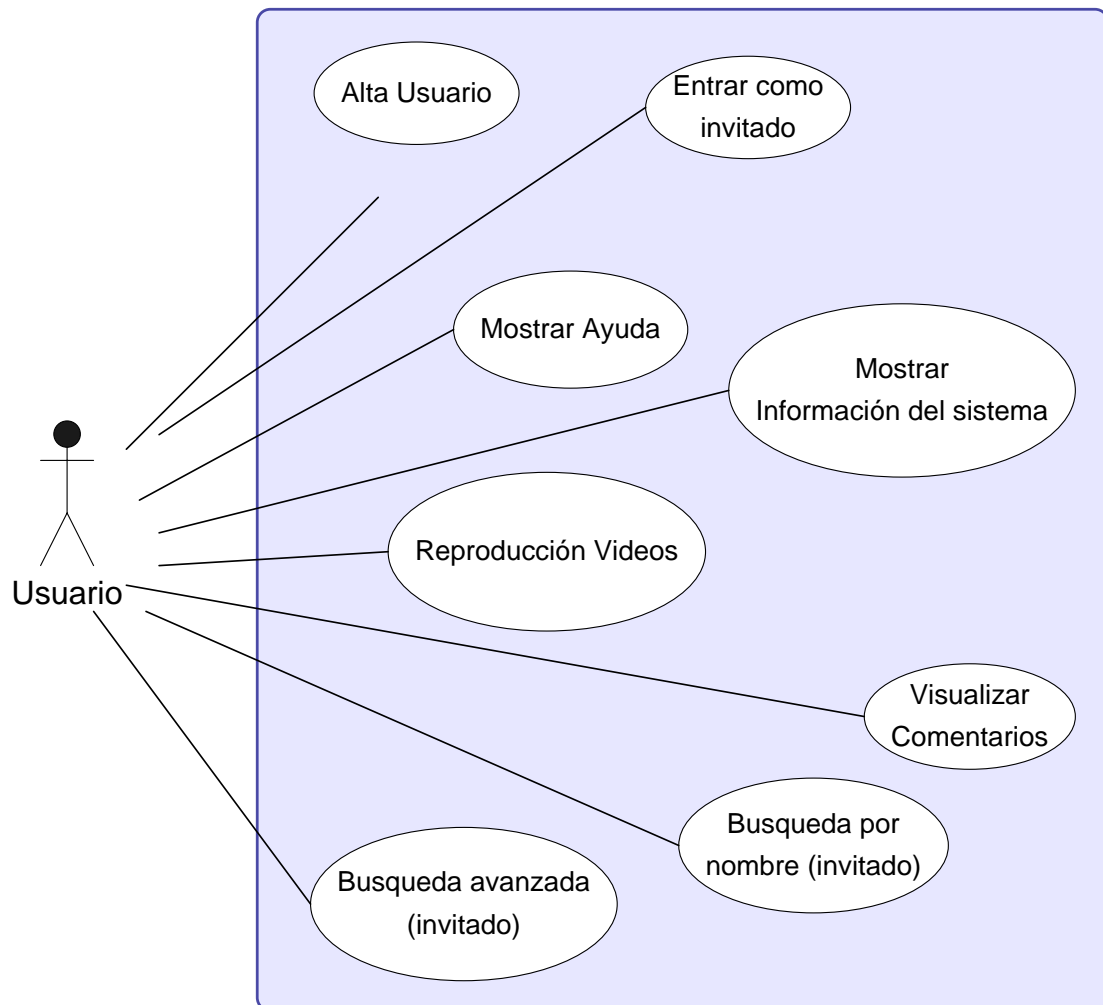 Alta Usuario
Entrar como
invitado
Mostrar Ayuda
Mostrar
Información del sistema
Reproducción Videos
Usuario
Visualizar
Comentarios
Busqueda por
nombre (invitado)
Busqueda avanzada
(invitado)